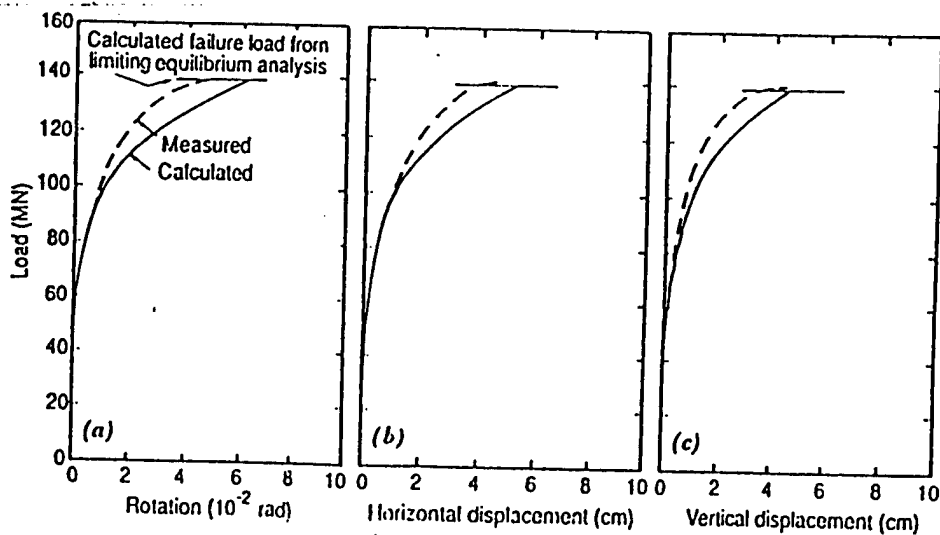 160
Calculated failure load from
limiting equilibrium analysis
140
120
Measured
Calculated
100
80
60
40
20
0
Load (MN)
(a)
0 2 4 6 8 10
Rotation (10⁻² rad)
(b)
0 2 4 6 8 10
Horizontal displacement (cm)
(c)
0 2 4 6 8 10
Vertical displacement (cm)